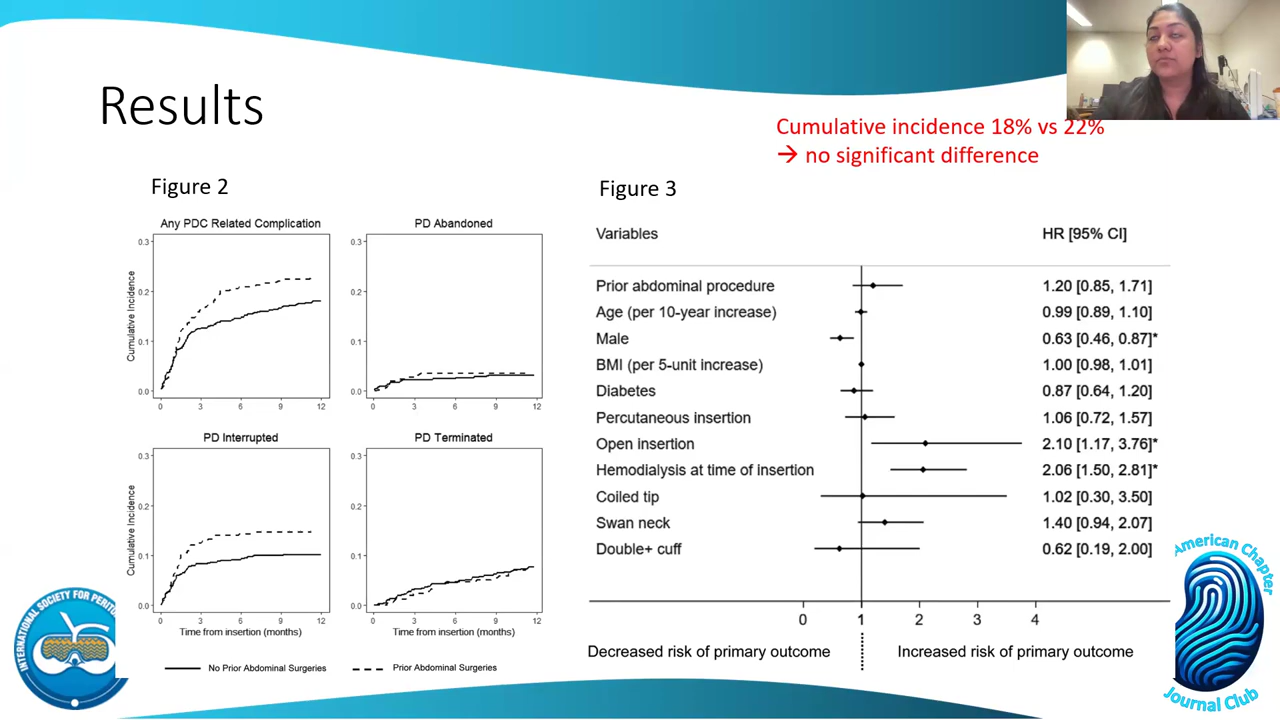 Results
Cumulative incidence 18% vs 22%
→ no significant difference
Figure 2
Any PDC Related Complication
PD Abandoned
Cumulative Incidence
0.3
0.2
0.1
0.0
0 3 6 9 12
0.3
0.2
0.1
0.0
0 3 6 9 12
PD Interrupted
PD Terminated
Cumulative Incidence
0.3
0.2
0.1
0.0
0 3 6 9 12
0.3
0.2
0.1
0.0
0 3 6 9 12
Time from insertion (months)
Time from insertion (months)
No Prior Abdominal Surgeries
Prior Abdominal Surgeries
Figure 3
Variables HR [95% CI]
Prior abdominal procedure 1.20 [0.85, 1.71]
Age (per 10-year increase) 0.99 [0.89, 1.10]
Male 0.63 [0.46, 0.87]*
BMI (per 5-unit increase) 1.00 [0.98, 1.01]
Diabetes 0.87 [0.64, 1.20]
Percutaneous insertion 1.06 [0.72, 1.57]
Open insertion 2.10 [1.17, 3.76]*
Hemodialysis at time of insertion 2.06 [1.50, 2.81]*
Coiled tip 1.02 [0.30, 3.50]
Swan neck 1.40 [0.94, 2.07]
Double+ cuff 0.62 [0.19, 2.00]
0 1 2 3 4
Decreased risk of primary outcome
Increased risk of primary outcome
INTERNATIONAL SOCIETY FOR PERITO
American Chapter
Journal Club